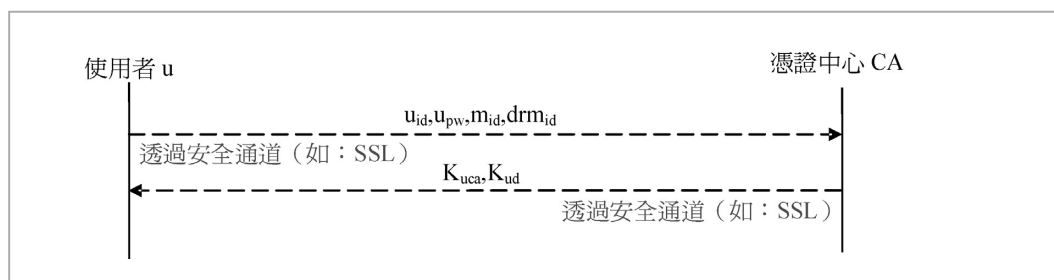 使用者 u
憑證中心 CA
u_id,u_pw,m_id,drm_id
透過安全通道（如：SSL）
K_uca,K_ud
透過安全通道（如：SSL）